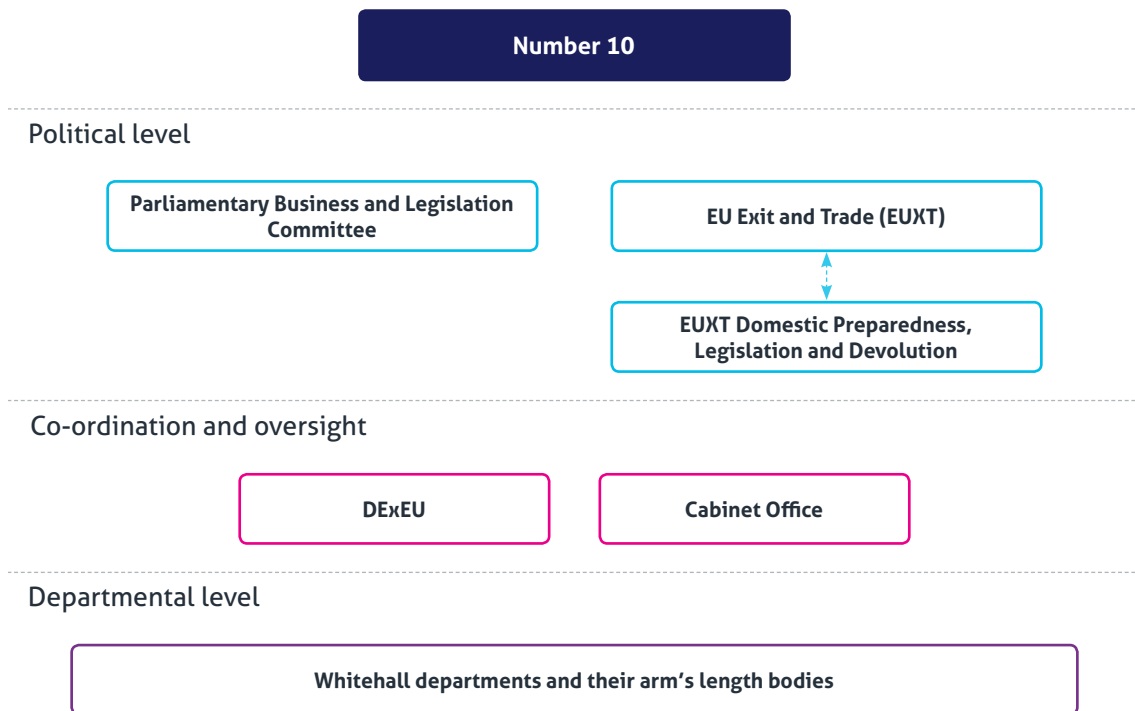 Number 10
Political level
Parliamentary Business and Legislation
Committee
EU Exit and Trade (EUXT)
EUXT Domestic Preparedness,
Legislation and Devolution
Co-ordination and oversight
DExEU
Cabinet Office
Departmental level
Whitehall departments and their arm’s length bodies